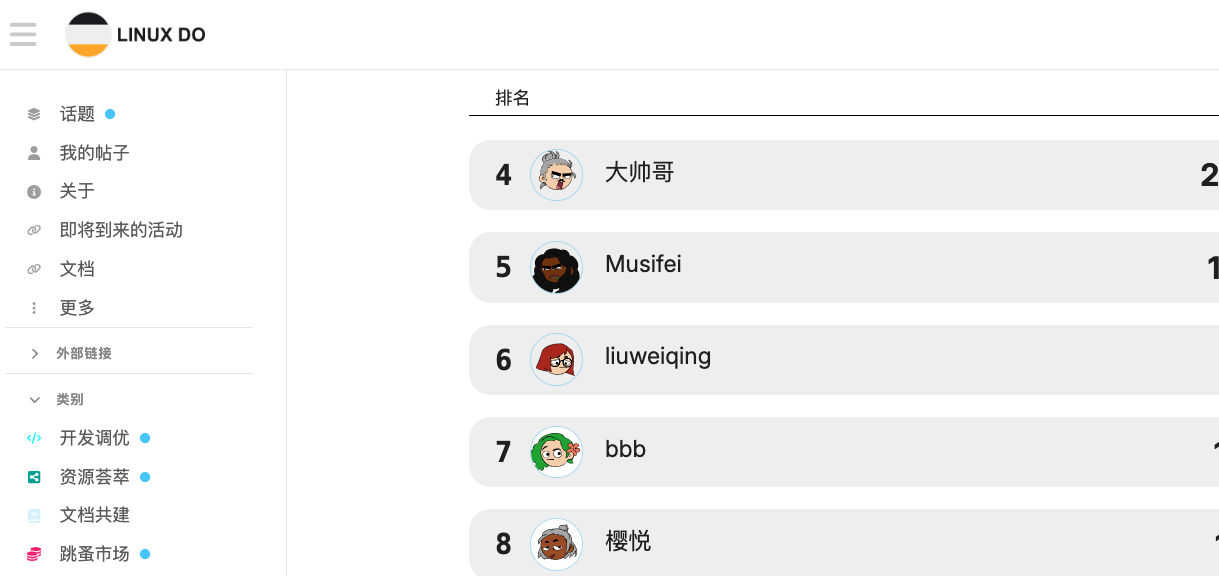 LINUX DO
话题
我的帖子
关于
即将到来的活动
文档
更多
外部链接
类别
开发调优
资源荟萃
文档共建
跳蚤市场
排名
4 大帅哥 2
5 Musifei 1
6 liuweiqing
7 bbb
8 樱悦